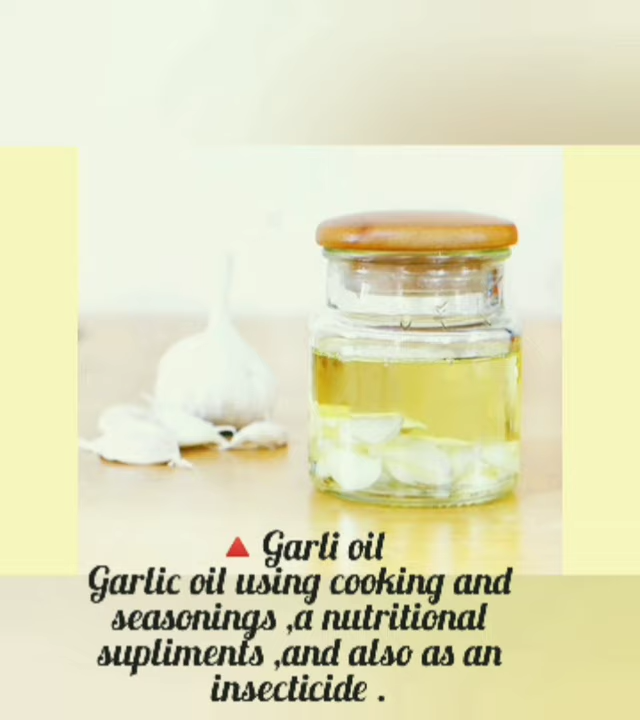 🔺 Garli oil
Garlic oil using cooking and
seasonings ,a nutritional
supliments ,and also as an
insecticide .